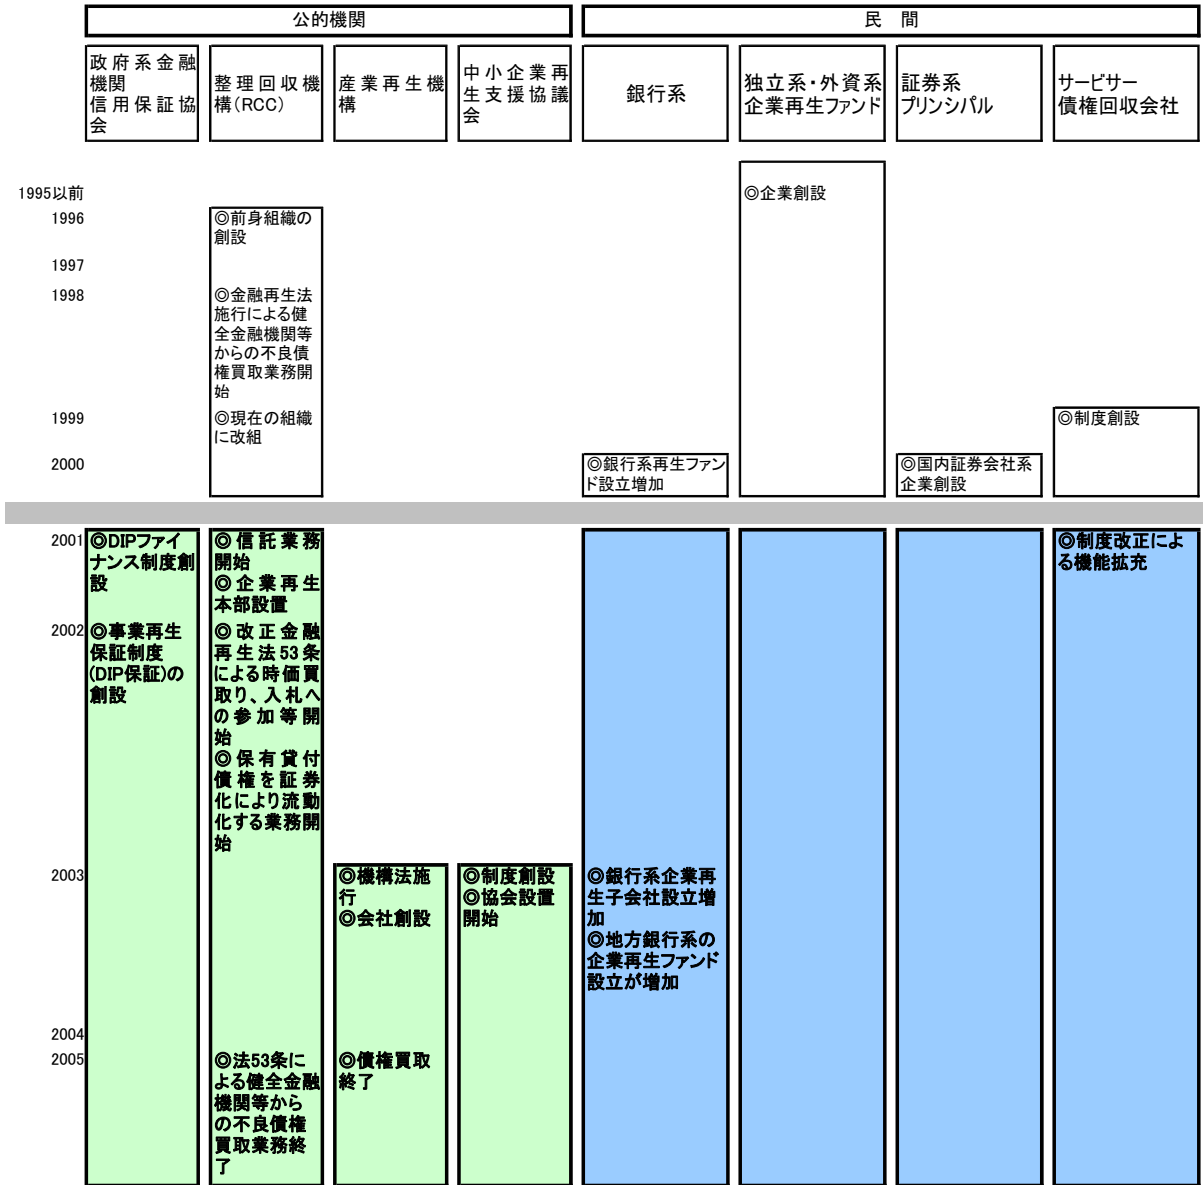 公的機関
民　間
政府系金融
機関
信用保証協
会
整理回収機
構(RCC)
産業再生機
構
中小企業再
生支援協議
会
銀行系
独立系・外資系
企業再生ファンド
証券系
プリンシパル
サービサー
債権回収会社
1995以前
◎企業創設
1996
◎前身組織の
創設
1997
1998
◎金融再生法
施行による健
全金融機関等
からの不良債
権買取業務開
始
1999
◎現在の組織
に改組
◎制度創設
2000
◎銀行系再生ファン
ド設立増加
◎国内証券会社系
企業創設
2001
◎DIPファイ
ナンス制度創
設
◎信託業務
開始
◎企業再生
本部設置
◎制度改正によ
る機能拡充
2002
◎事業再生
保証制度
(DIP保証)の
創設
◎改正金融
再生法53条
による時価買
取り、入札へ
の参加等開
始
◎保有貸付
債権を証券
化により流動
化する業務開
始
2003
◎機構法施
行
◎会社創設
◎制度創設
◎協会設置
開始
◎銀行系企業再
生子会社設立増
加
◎地方銀行系の
企業再生ファンド
設立が増加
2004
2005
◎法53条に
よる健全金融
機関等から
の不良債権
買取業務終
了
◎債権買取
終了